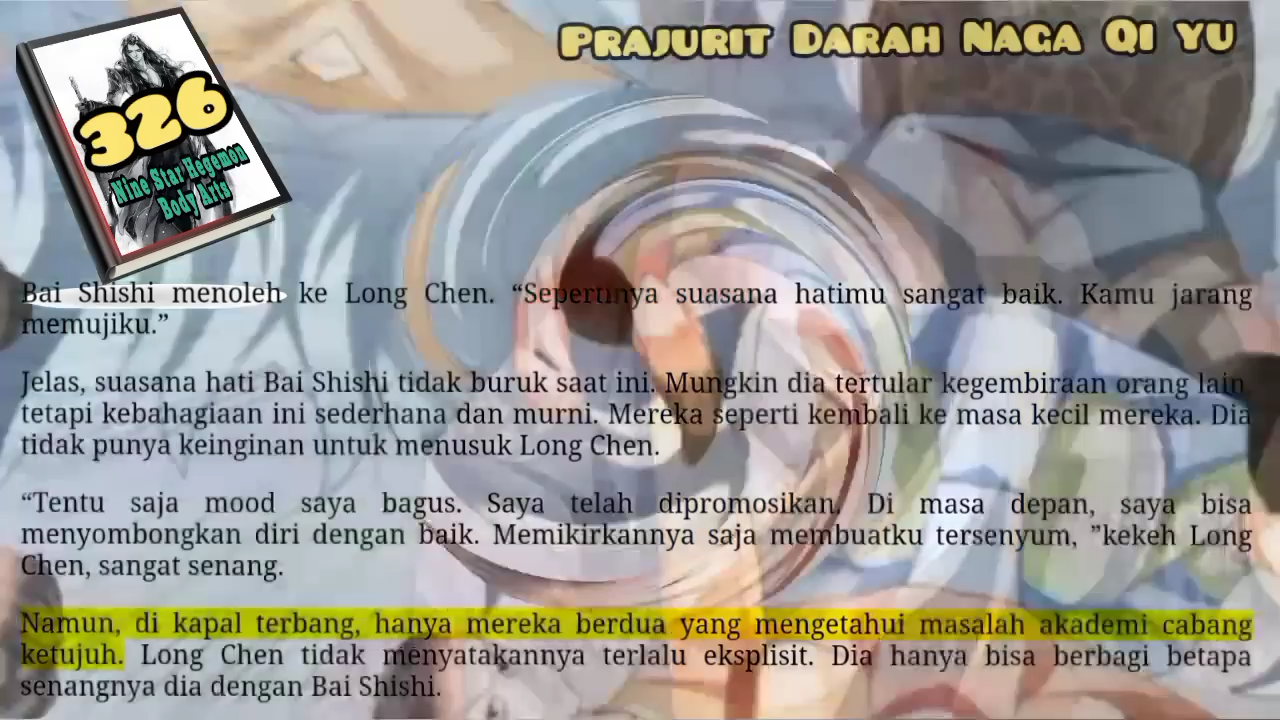 Prajurit Darah Naga Qi yu
326
Nine Star Hegemon
Body Arts
Bai Shishi menoleh ke Long Chen. “Sepertinya suasana hatimu sangat baik. Kamu jarang
memujiku.”
Jelas, suasana hati Bai Shishi tidak buruk saat ini. Mungkin dia tertular kegembiraan orang lain,
tetapi kebahagiaan ini sederhana dan murni. Mereka seperti kembali ke masa kecil mereka. Dia
tidak punya keinginan untuk menusuk Long Chen.
“Tentu saja mood saya bagus. Saya telah dipromosikan. Di masa depan, saya bisa
menyombongkan diri dengan baik. Memikirkannya saja membuatku tersenyum, ”kekeh Long
Chen, sangat senang.
Namun, di kapal terbang, hanya mereka berdua yang mengetahui masalah akademi cabang
ketujuh. Long Chen tidak menyatakannya terlalu eksplisit. Dia hanya bisa berbagi betapa
senangnya dia dengan Bai Shishi.